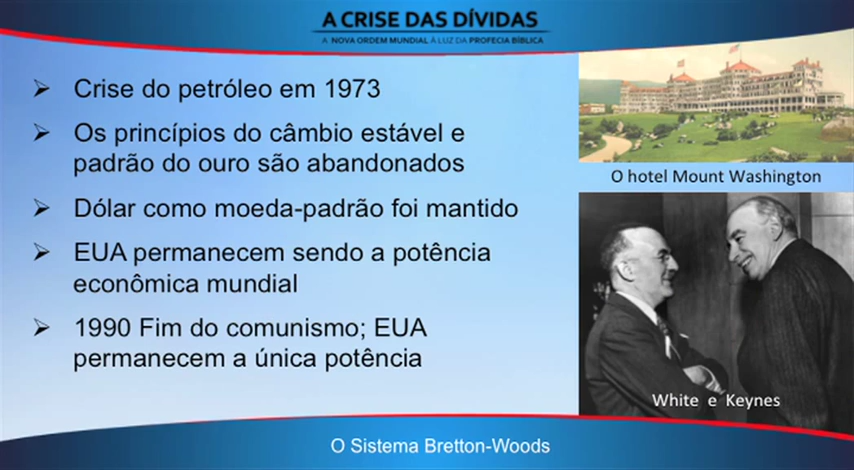 A CRISE DAS DÍVIDAS
A NOVA ORDEM MUNDIAL À LUZ DA PROFECIA BÍBLICA
Crise do petróleo em 1973
Os princípios do câmbio estável e
padrão do ouro são abandonados
Dólar como moeda-padrão foi mantido
EUA permanecem sendo a potência
econômica mundial
1990 Fim do comunismo; EUA
permanecem a única potência
O hotel Mount Washington
White e Keynes
O Sistema Bretton-Woods